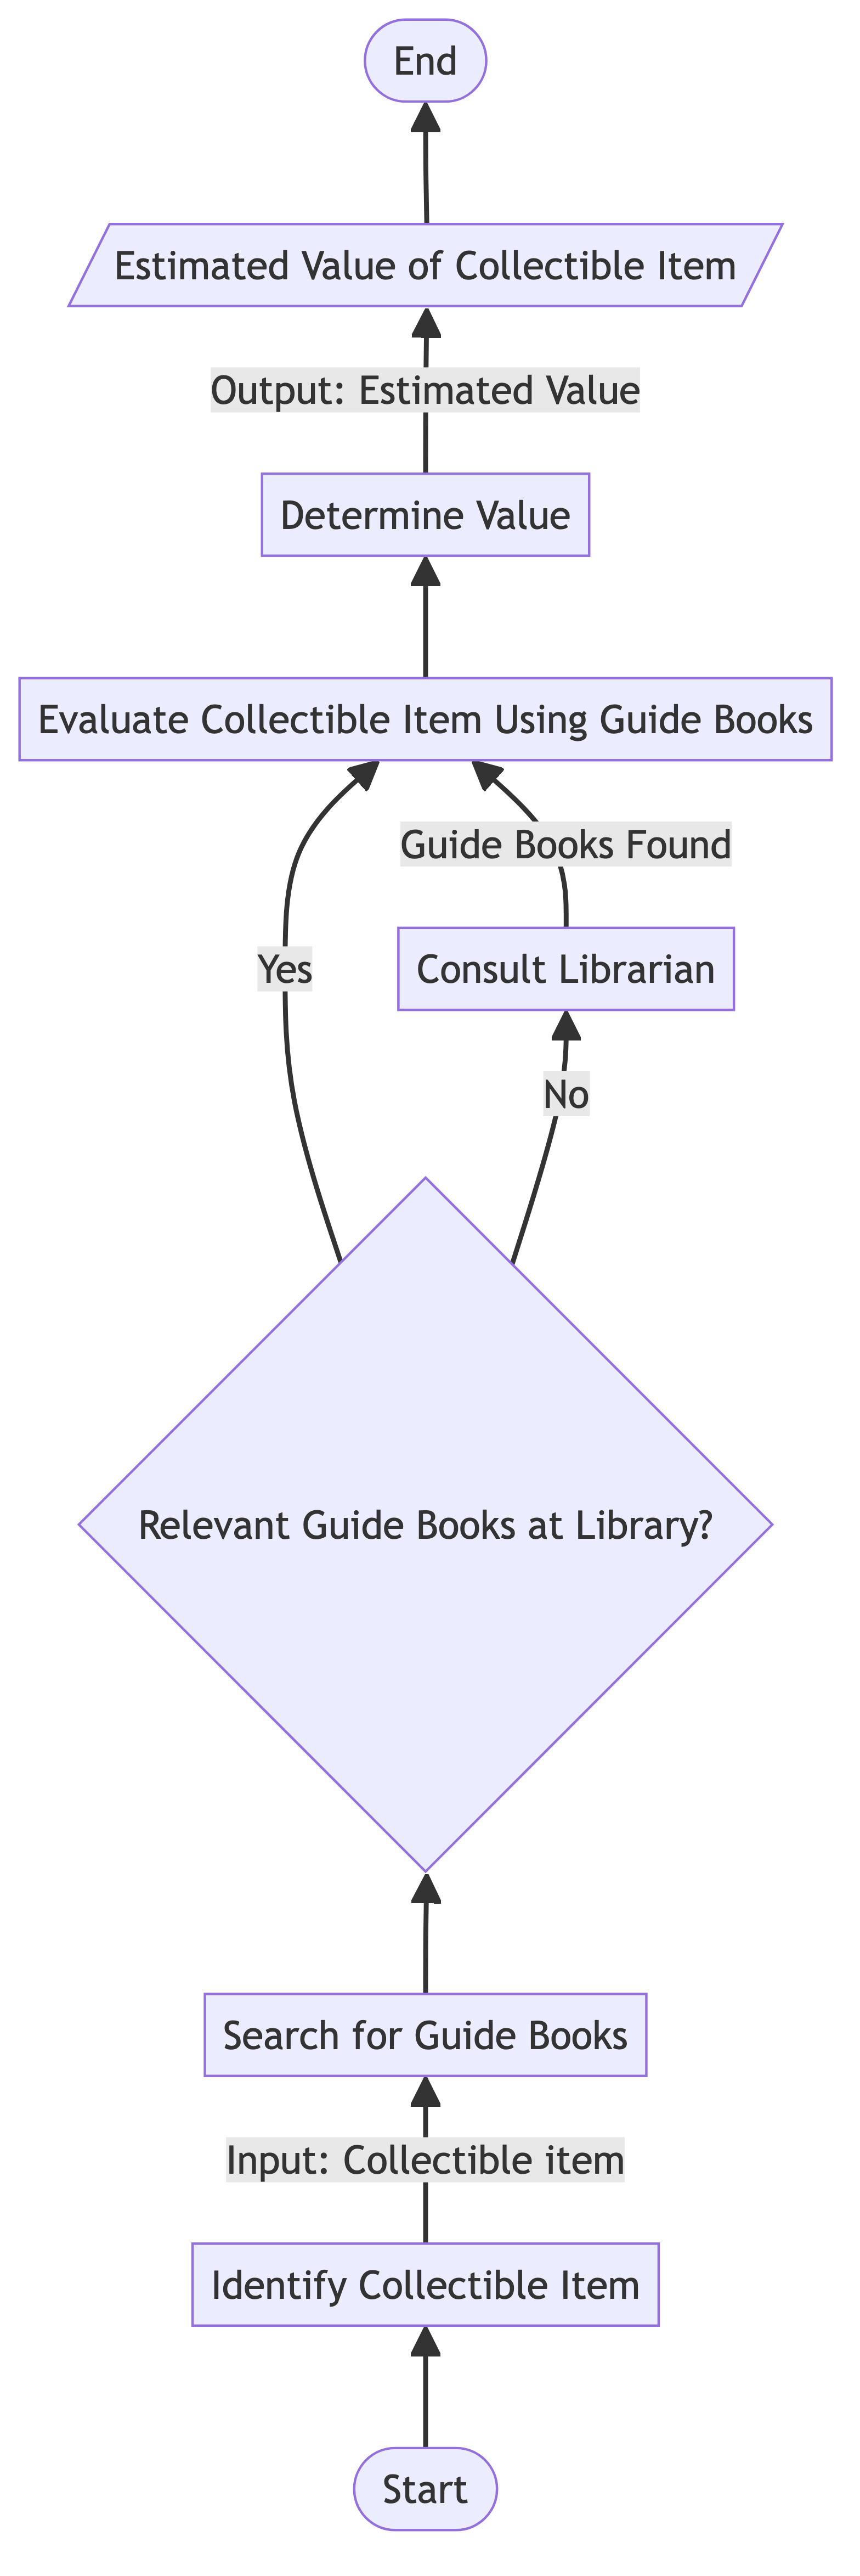 End
Estimated Value of Collectible Item
Output: Estimated Value
Determine Value
Evaluate Collectible Item Using Guide Books
Guide Books Found
Yes
Consult Librarian
No
Relevant Guide Books at Library?
Search for Guide Books
Input: Collectible item
Identify Collectible Item
Start